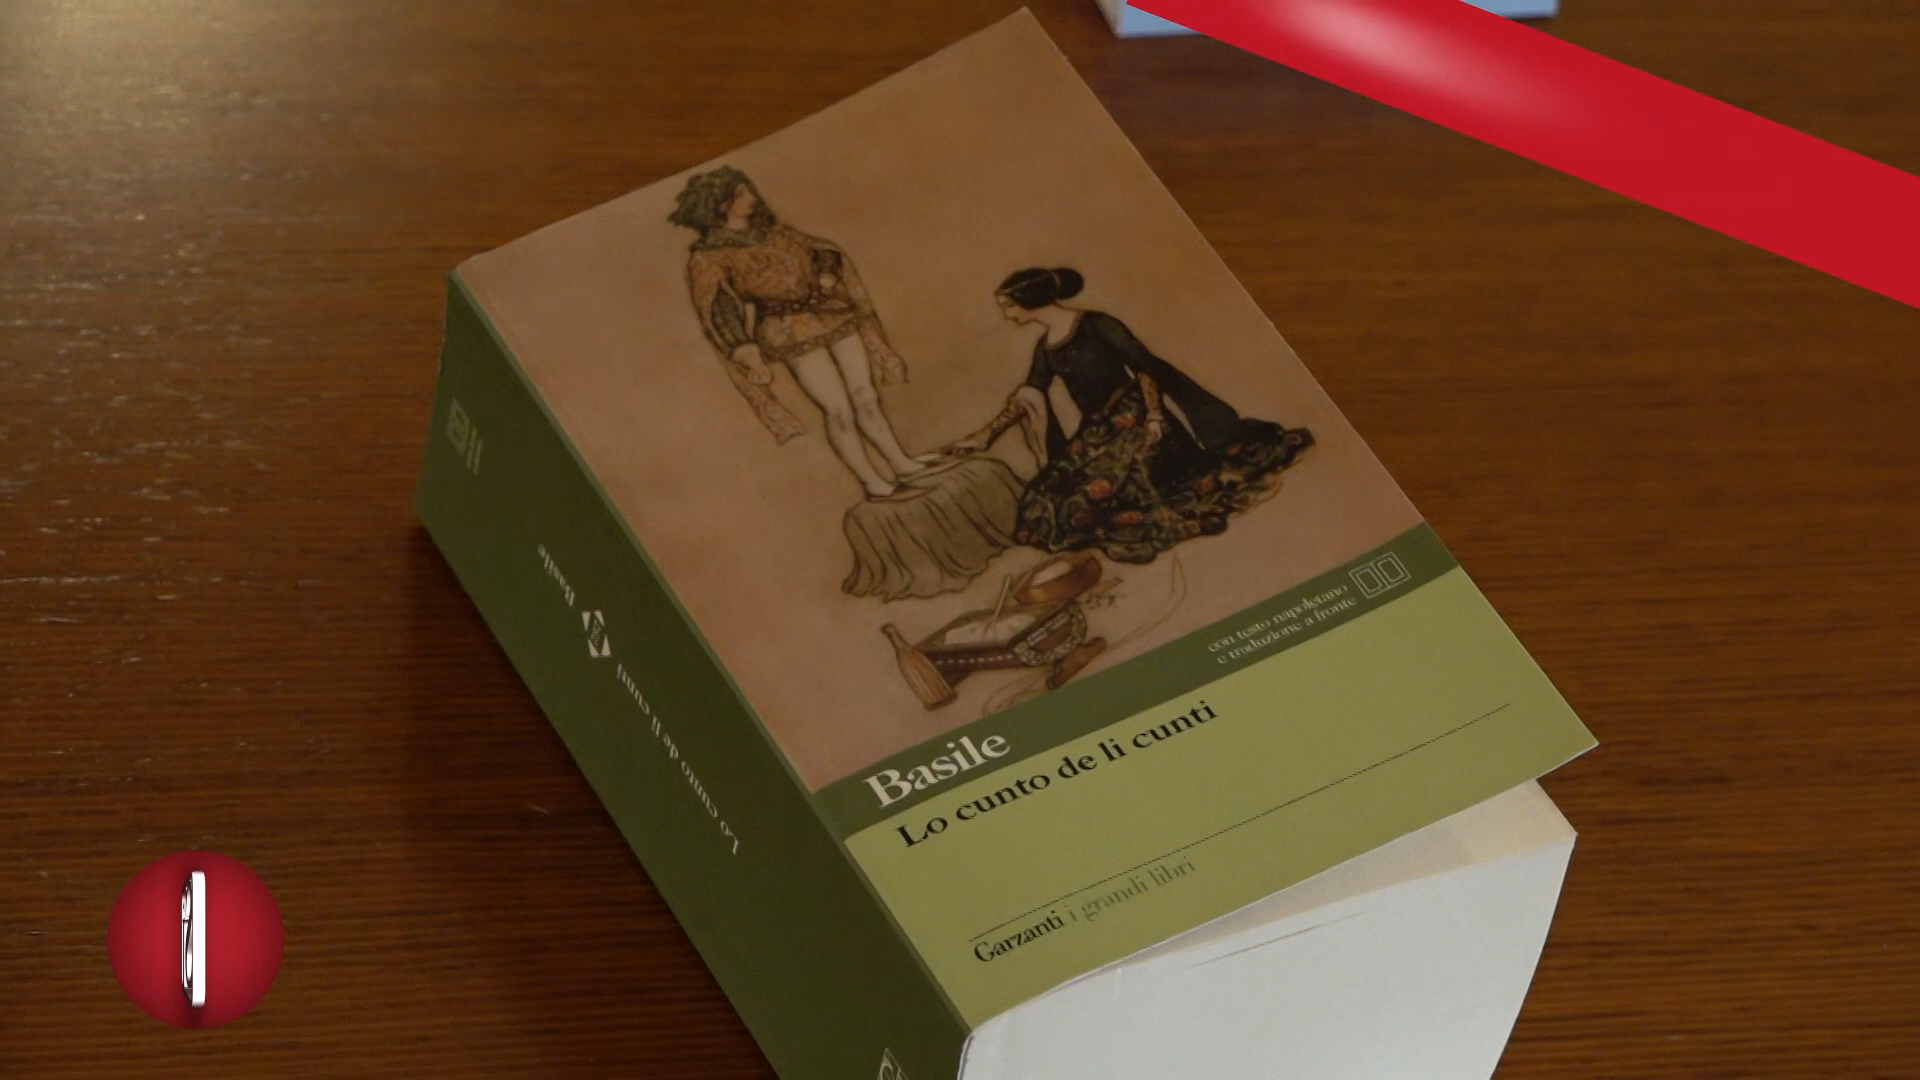 con testo napoletano
e traduzione a fronte
Basile
Lo cunto de li cunti
Garzanti i grandi libri
Lo cunto de li cunti
Basile